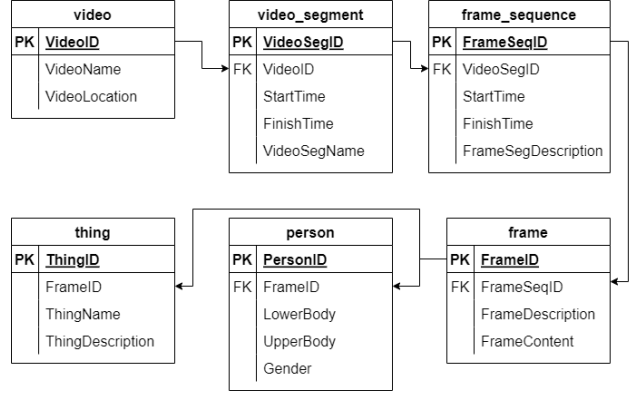 video
PK VideoID
VideoName
VideoLocation
video_segment
PK VideoSegID
FK VideoID
StartTime
FinishTime
VideoSegName
frame_sequence
PK FrameSeqID
FK VideoSegID
StartTime
FinishTime
FrameSegDescription
thing
PK ThingID
FrameID
ThingName
ThingDescription
person
PK PersonID
FK FrameID
LowerBody
UpperBody
Gender
frame
PK FrameID
FK FrameSeqID
FrameDescription
FrameContent